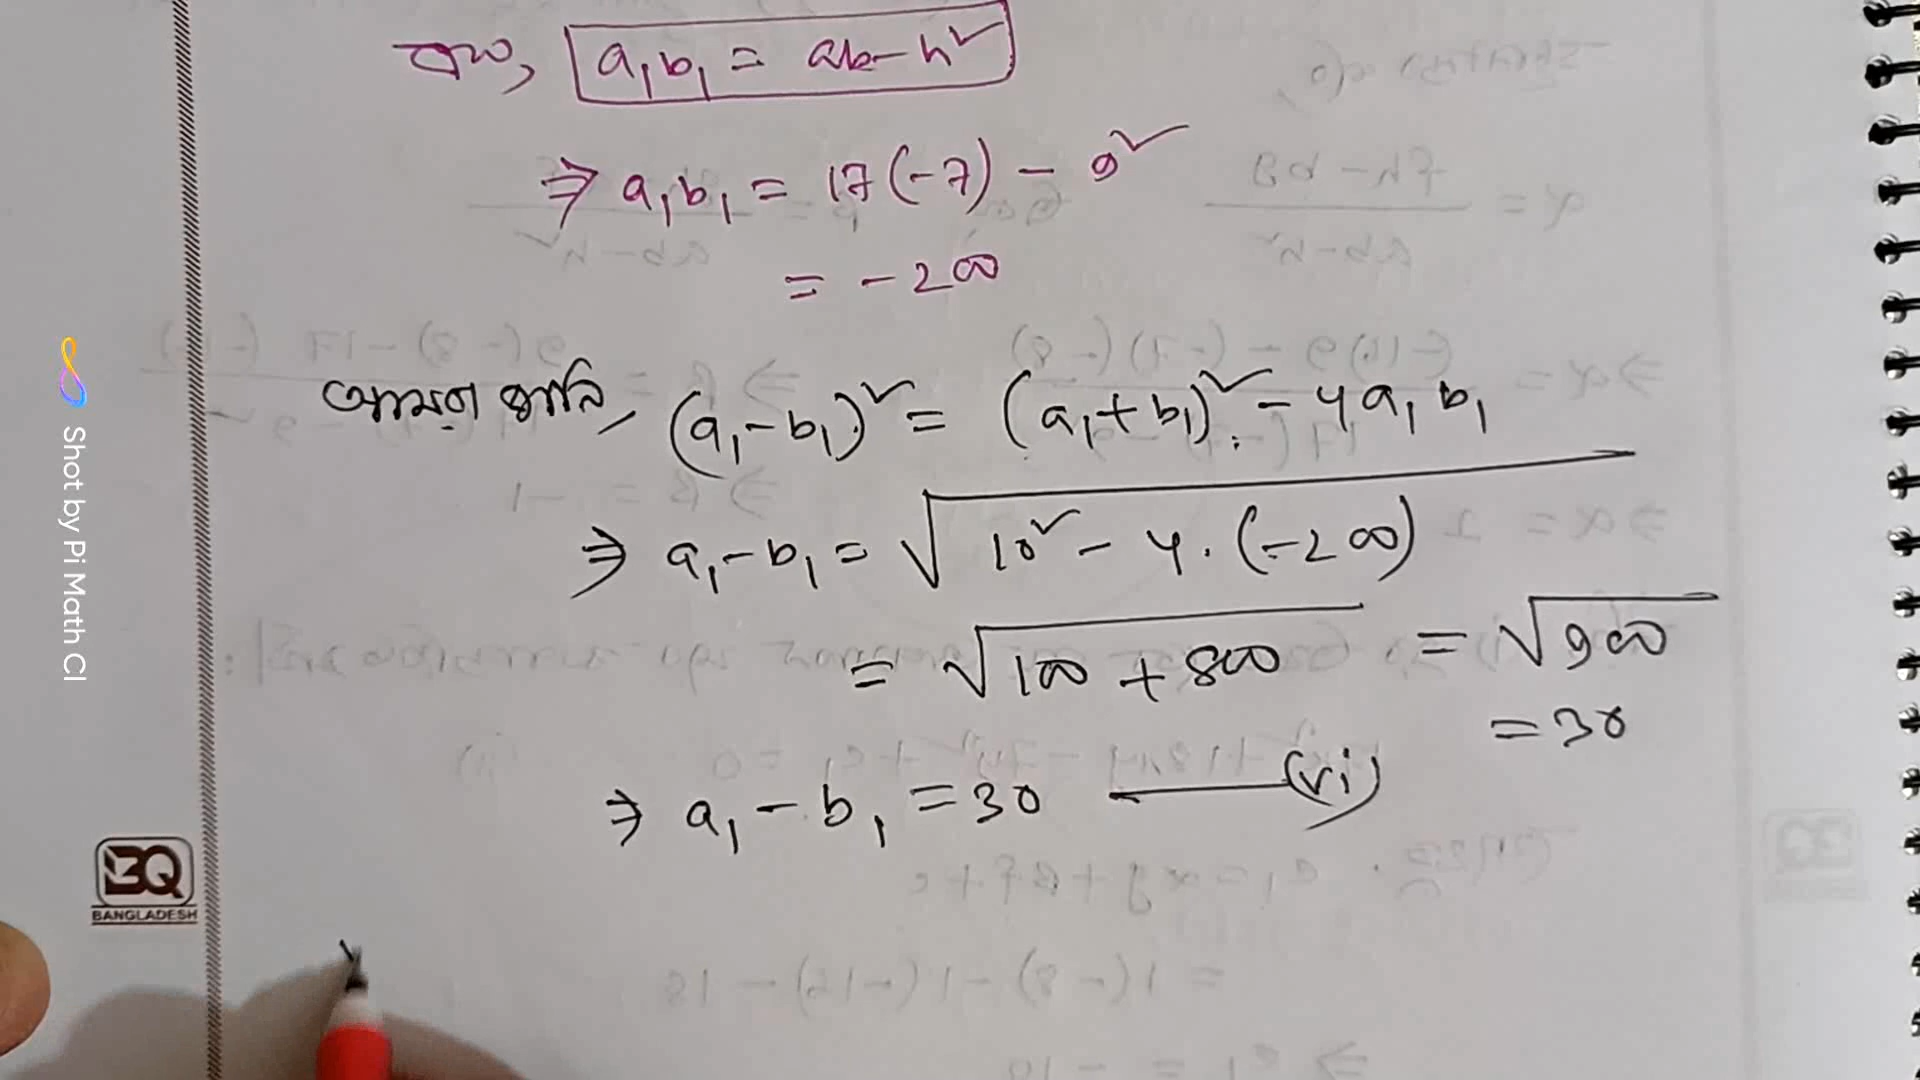 a₁b₁ = ab - h²
⇒ a₁b₁ = 17(-7) - 9²
= -200
আমরা জানি, (a₁-b₁)² = (a₁+b₁)² - 4a₁b₁
⇒ a₁-b₁ = √10² - 4.(-200)
= √100 + 800 = √900
= 30
⇒ a₁ - b₁ = 30 —(vi)
Shot by Pi Math Cl
BQ
BANGLADESH